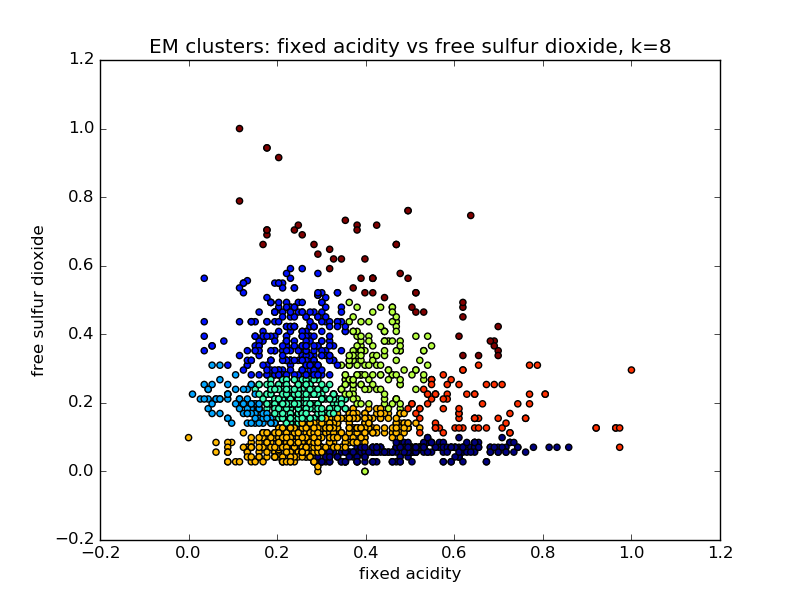 EM clusters: fixed acidity vs free sulfur dioxide, k=8
1.2
1.0
0.8
0.6
0.4
0.2
0.0
−0.2
free sulfur dioxide
−0.2 0.0 0.2 0.4 0.6 0.8 1.0 1.2
fixed acidity